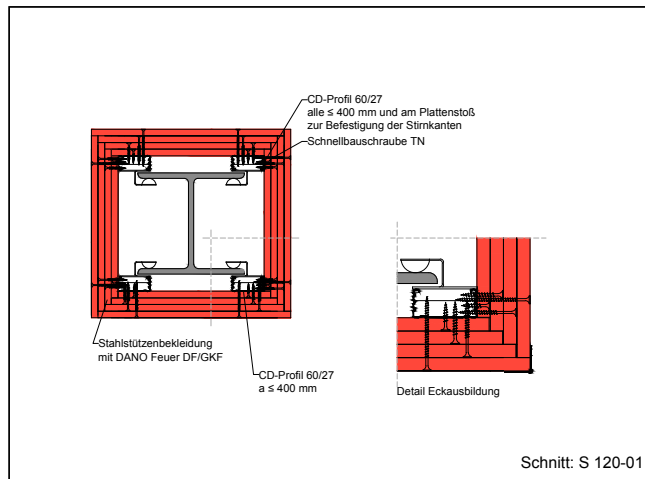 CD-Profil 60/27
alle ≤ 400 mm und am Plattenstoß
zur Befestigung der Stirnkanten
Schnellbauschraube TN
Stahlstützenbekleidung
mit DANO Feuer DF/GKF
CD-Profil 60/27
a ≤ 400 mm
Detail Eckausbildung
Schnitt: S 120-01